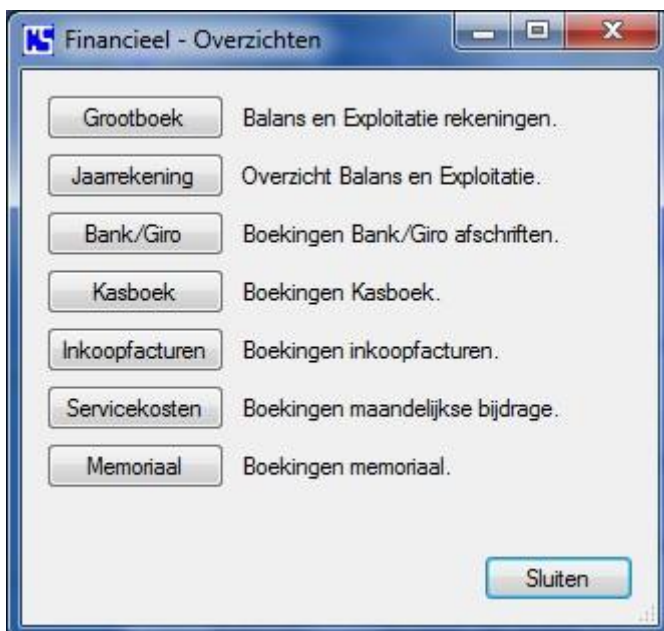 KS Financieel - Overzichten
Grootboek Balans en Exploitatie rekeningen.
Jaarrekening Overzicht Balans en Exploitatie.
Bank/Giro Boekingen Bank/Giro afschriften.
Kasboek Boekingen Kasboek.
Inkoopfacturen Boekingen inkoopfacturen.
Servicekosten Boekingen maandelijkse bijdrage.
Memoriaal Boekingen memoriaal.
Sluiten